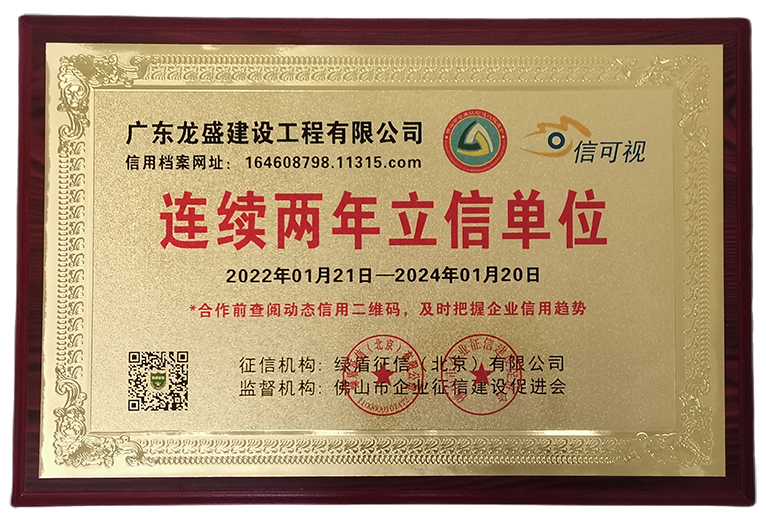 广东龙盛建设工程有限公司
信用档案网址： 164608798.11315.com
信可视
连续两年立信单位
2022年01月21日—2024年01月20日
*合作前查阅动态信用二维码，及时把握企业信用趋势
征信机构：绿盾征信（北京）有限公司
监督机构：佛山市企业征信建设促进会